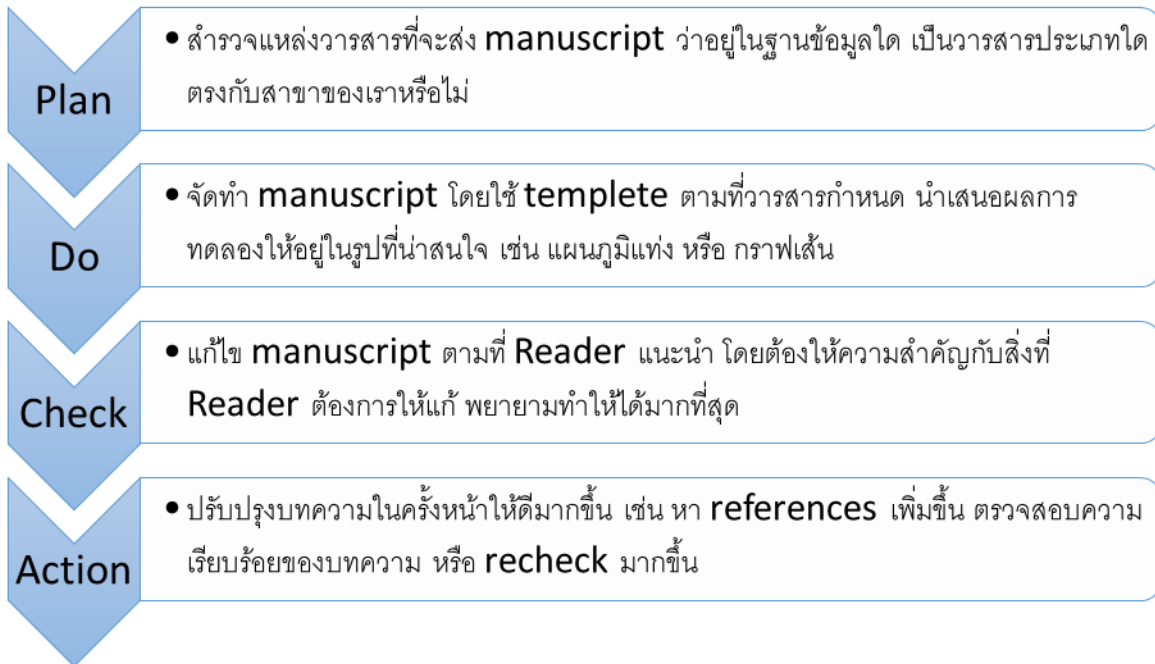 Plan
• สำรวจแหล่งวารสารที่จะส่ง manuscript ว่าอยู่ในฐานข้อมูลใด เป็นวารสารประเภทใด
ตรงกับสาขาของเราหรือไม่
Do
• จัดทำ manuscript โดยใช้ templete ตามที่วารสารกำหนด นำเสนอผลการ
ทดลองให้อยู่ในรูปที่น่าสนใจ เช่น แผนภูมิแท่ง หรือ กราฟเส้น
Check
• แก้ไข manuscript ตามที่ Reader แนะนำ โดยต้องให้ความสำคัญกับสิ่งที่
Reader ต้องการให้แก้ พยายามทำให้ได้มากที่สุด
Action
• ปรับปรุงบทความในครั้งหน้าให้ดีมากขึ้น เช่น หา references เพิ่มขึ้น ตรวจสอบความ
เรียบร้อยของบทความ หรือ recheck มากขึ้น